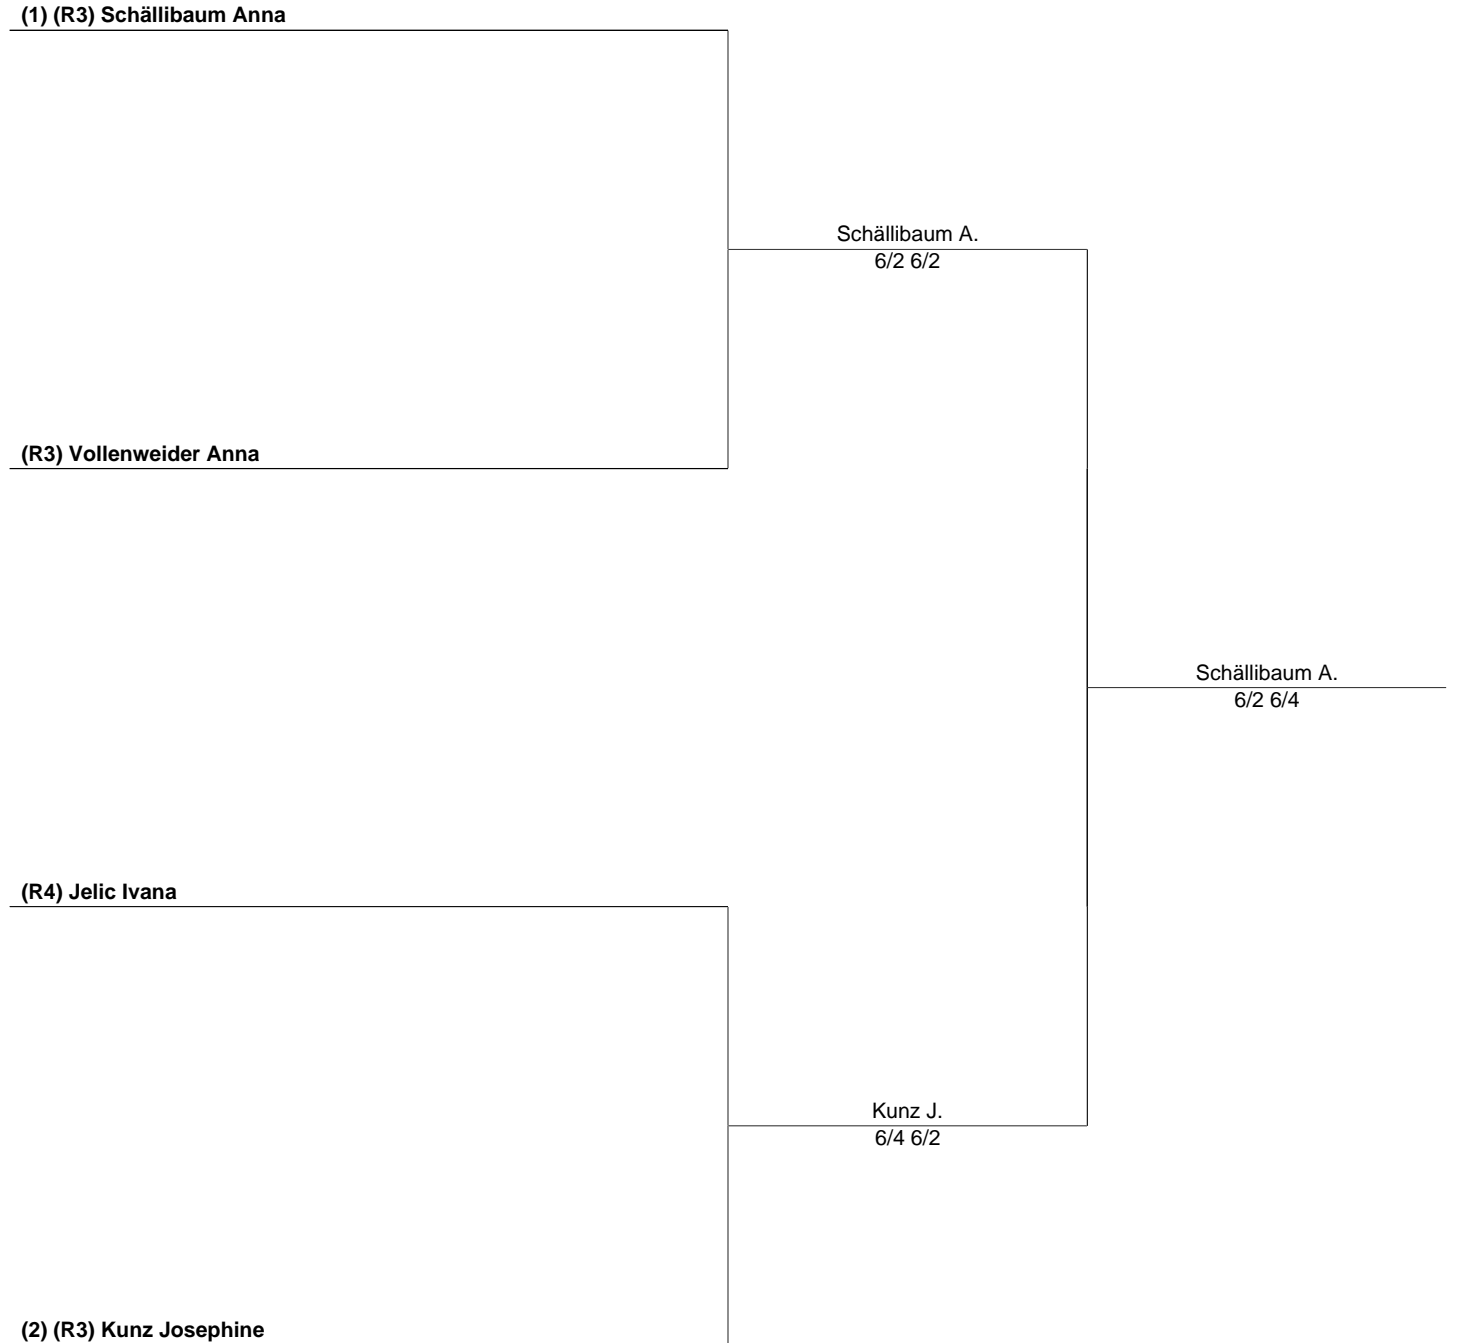 (1) (R3) Schällibaum Anna
Schällibaum A.
6/2 6/2
(R3) Vollenweider Anna
Schällibaum A.
6/2 6/4
(R4) Jelic Ivana
Kunz J.
6/4 6/2
(2) (R3) Kunz Josephine